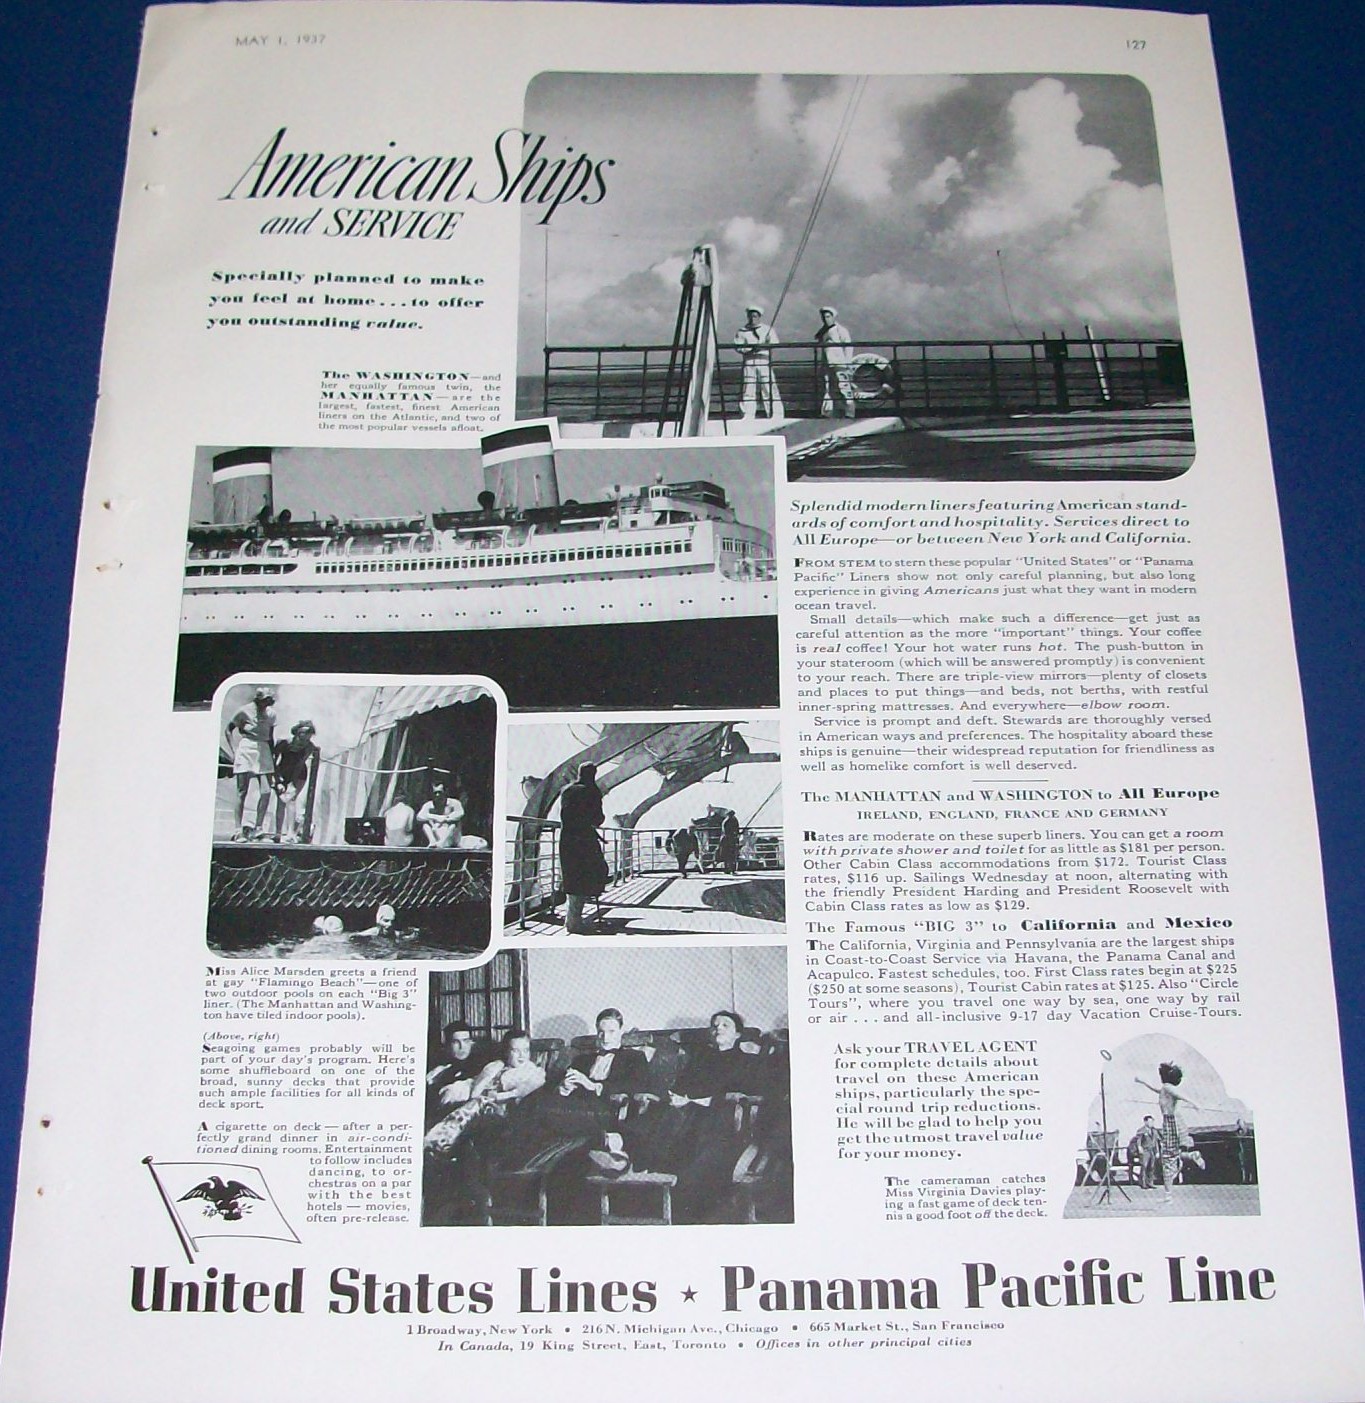 MAY 1, 1937
127
American Ships
and SERVICE
Specially planned to make
you feel at home...to offer
you outstanding value.
The WASHINGTON—and
her equally famous twin, the
MANHATTAN—are the
largest, fastest, finest American
liners on the Atlantic, and two of
the most popular vessels afloat.
Splendid modern liners featuring American stand-
ards of comfort and hospitality. Services direct to
All Europe—or between New York and California.
FROM STEM to stern these popular "United States" or "Panama
Pacific" Liners show not only careful planning, but also long
experience in giving Americans just what they want in modern
ocean travel.
Small details—which make such a difference—get just as
careful attention as the more "important" things. Your coffee
is real coffee! Your hot water runs hot. The push-button in
your stateroom (which will be answered promptly) is convenient
to your reach. There are triple-view mirrors—plenty of closets
and places to put things—and beds, not berths, with restful
inner-spring mattresses. And everywhere—elbow room.
Service is prompt and deft. Stewards are thoroughly versed
in American ways and preferences. The hospitality aboard these
ships is genuine—their widespread reputation for friendliness as
well as homelike comfort is well deserved.
The MANHATTAN and WASHINGTON to All Europe
IRELAND, ENGLAND, FRANCE AND GERMANY
Rates are moderate on these superb liners. You can get a room
with private shower and toilet for as little as $181 per person.
Other Cabin Class accommodations from $172. Tourist Class
rates, $116 up. Sailings Wednesday at noon, alternating with
the friendly President Harding and President Roosevelt with
Cabin Class rates as low as $129.
The Famous "BIG 3" to California and Mexico
The California, Virginia and Pennsylvania are the largest ships
in Coast-to-Coast Service via Havana, the Panama Canal and
Acapulco. Fastest schedules, too. First Class rates begin at $225
($250 at some seasons), Tourist Cabin rates at $125. Also "Circle
Tours", where you travel one way by sea, one way by rail
or air . . . and all-inclusive 9-17 day Vacation Cruise-Tours.
Miss Alice Marsden greets a friend
at gay "Flamingo Beach"—one of
two outdoor pools on each "Big 3"
liner. (The Manhattan and Washing-
ton have tiled indoor pools).
(Above, right)
Seagoing games probably will be
part of your day's program. Here's
some shuffleboard on one of the
broad, sunny decks that provide
such ample facilities for all kinds of
deck sport.
A cigarette on deck—after a per-
fectly grand dinner in air-condi-
tioned dining rooms. Entertainment
to follow includes
dancing, to or-
chestras on a par
with the best
hotels — movies,
often pre-release.
Ask your TRAVEL AGENT
for complete details about
travel on these American
ships, particularly the spe-
cial round trip reductions.
He will be glad to help you
get the utmost travel value
for your money.
The cameraman catches
Miss Virginia Davies play-
ing a fast game of deck ten-
nis a good foot off the deck.
United States Lines ★ Panama Pacific Line
1 Broadway, New York • 216 N. Michigan Ave., Chicago • 665 Market St., San Francisco
In Canada, 19 King Street, East, Toronto • Offices in other principal cities